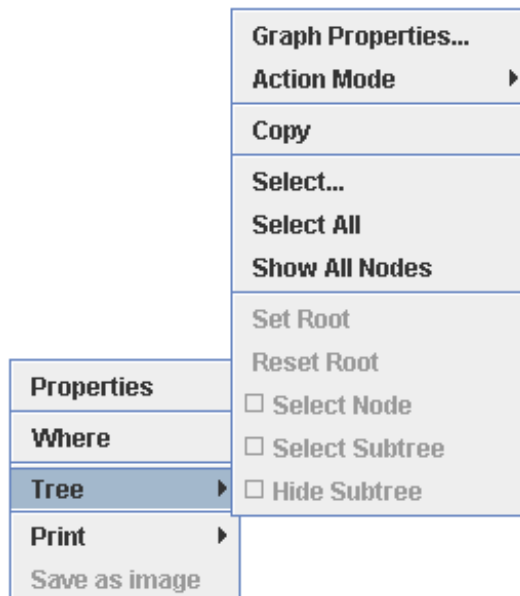 Graph Properties...
Action Mode
Copy
Select...
Select All
Show All Nodes
Set Root
Reset Root
Select Node
Select Subtree
Hide Subtree
Properties
Where
Tree
Print
Save as image